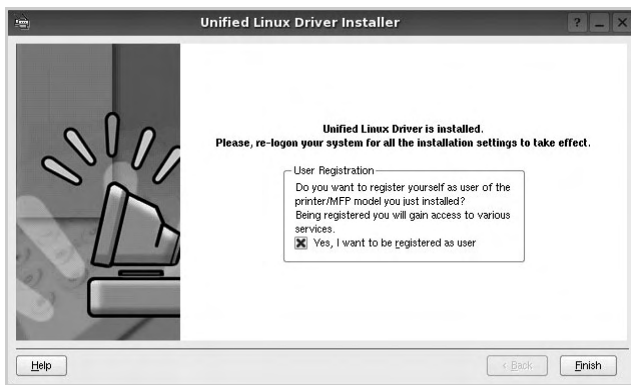 Unified Linux Driver Installer
?
Unified Linux Driver is installed.
Please, re-logon your system for all the installation settings to take effect.
User Registration
Do you want to register yourself as user of the
printer/MFP model you just installed?
Being registered you will gain access to various
services.
Yes, I want to be registered as user
Help
< Back
Finish